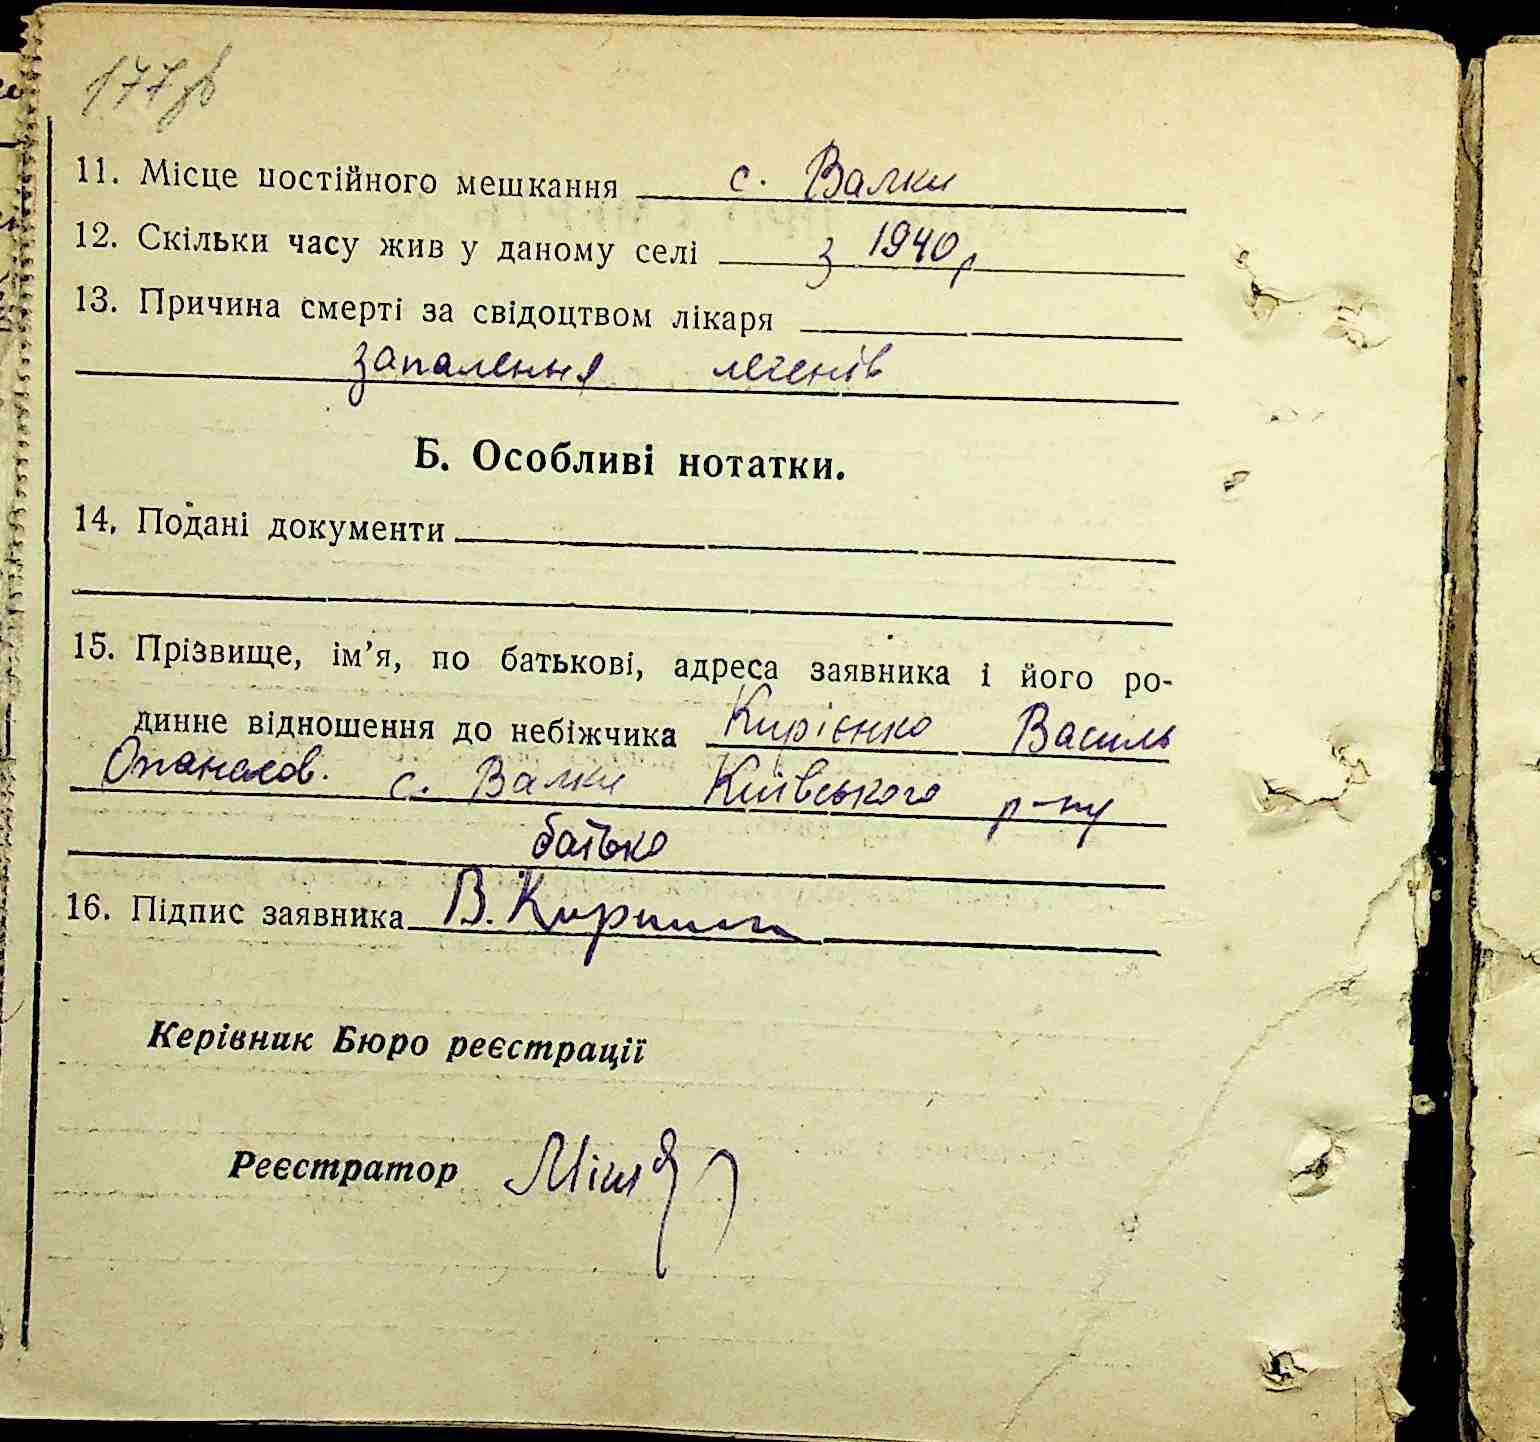 177
11. Місце постійного мешкання с. Валки
12. Скільки часу жив у даному селі з 1940 р
13. Причина смерті за свідоцтвом лікаря
запалення легенів
Б. Особливі нотатки.
14. Подані документи
15. Прізвище, ім’я, по батькові, адреса заявника і його ро-
динне відношення до небіжчика Кирієнко Василь
Опанасов. с. Валки Київського р-ну
батько
16. Підпис заявника В.
Керівник Бюро реєстрації
Реєстратор